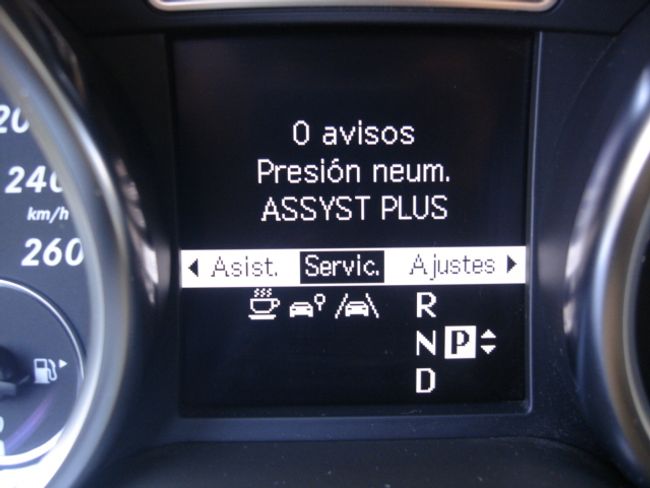 0 avisos
Presión neum.
ASSYST PLUS
Asist. Servic. Ajustes
R
N P
D
240
km/h
260